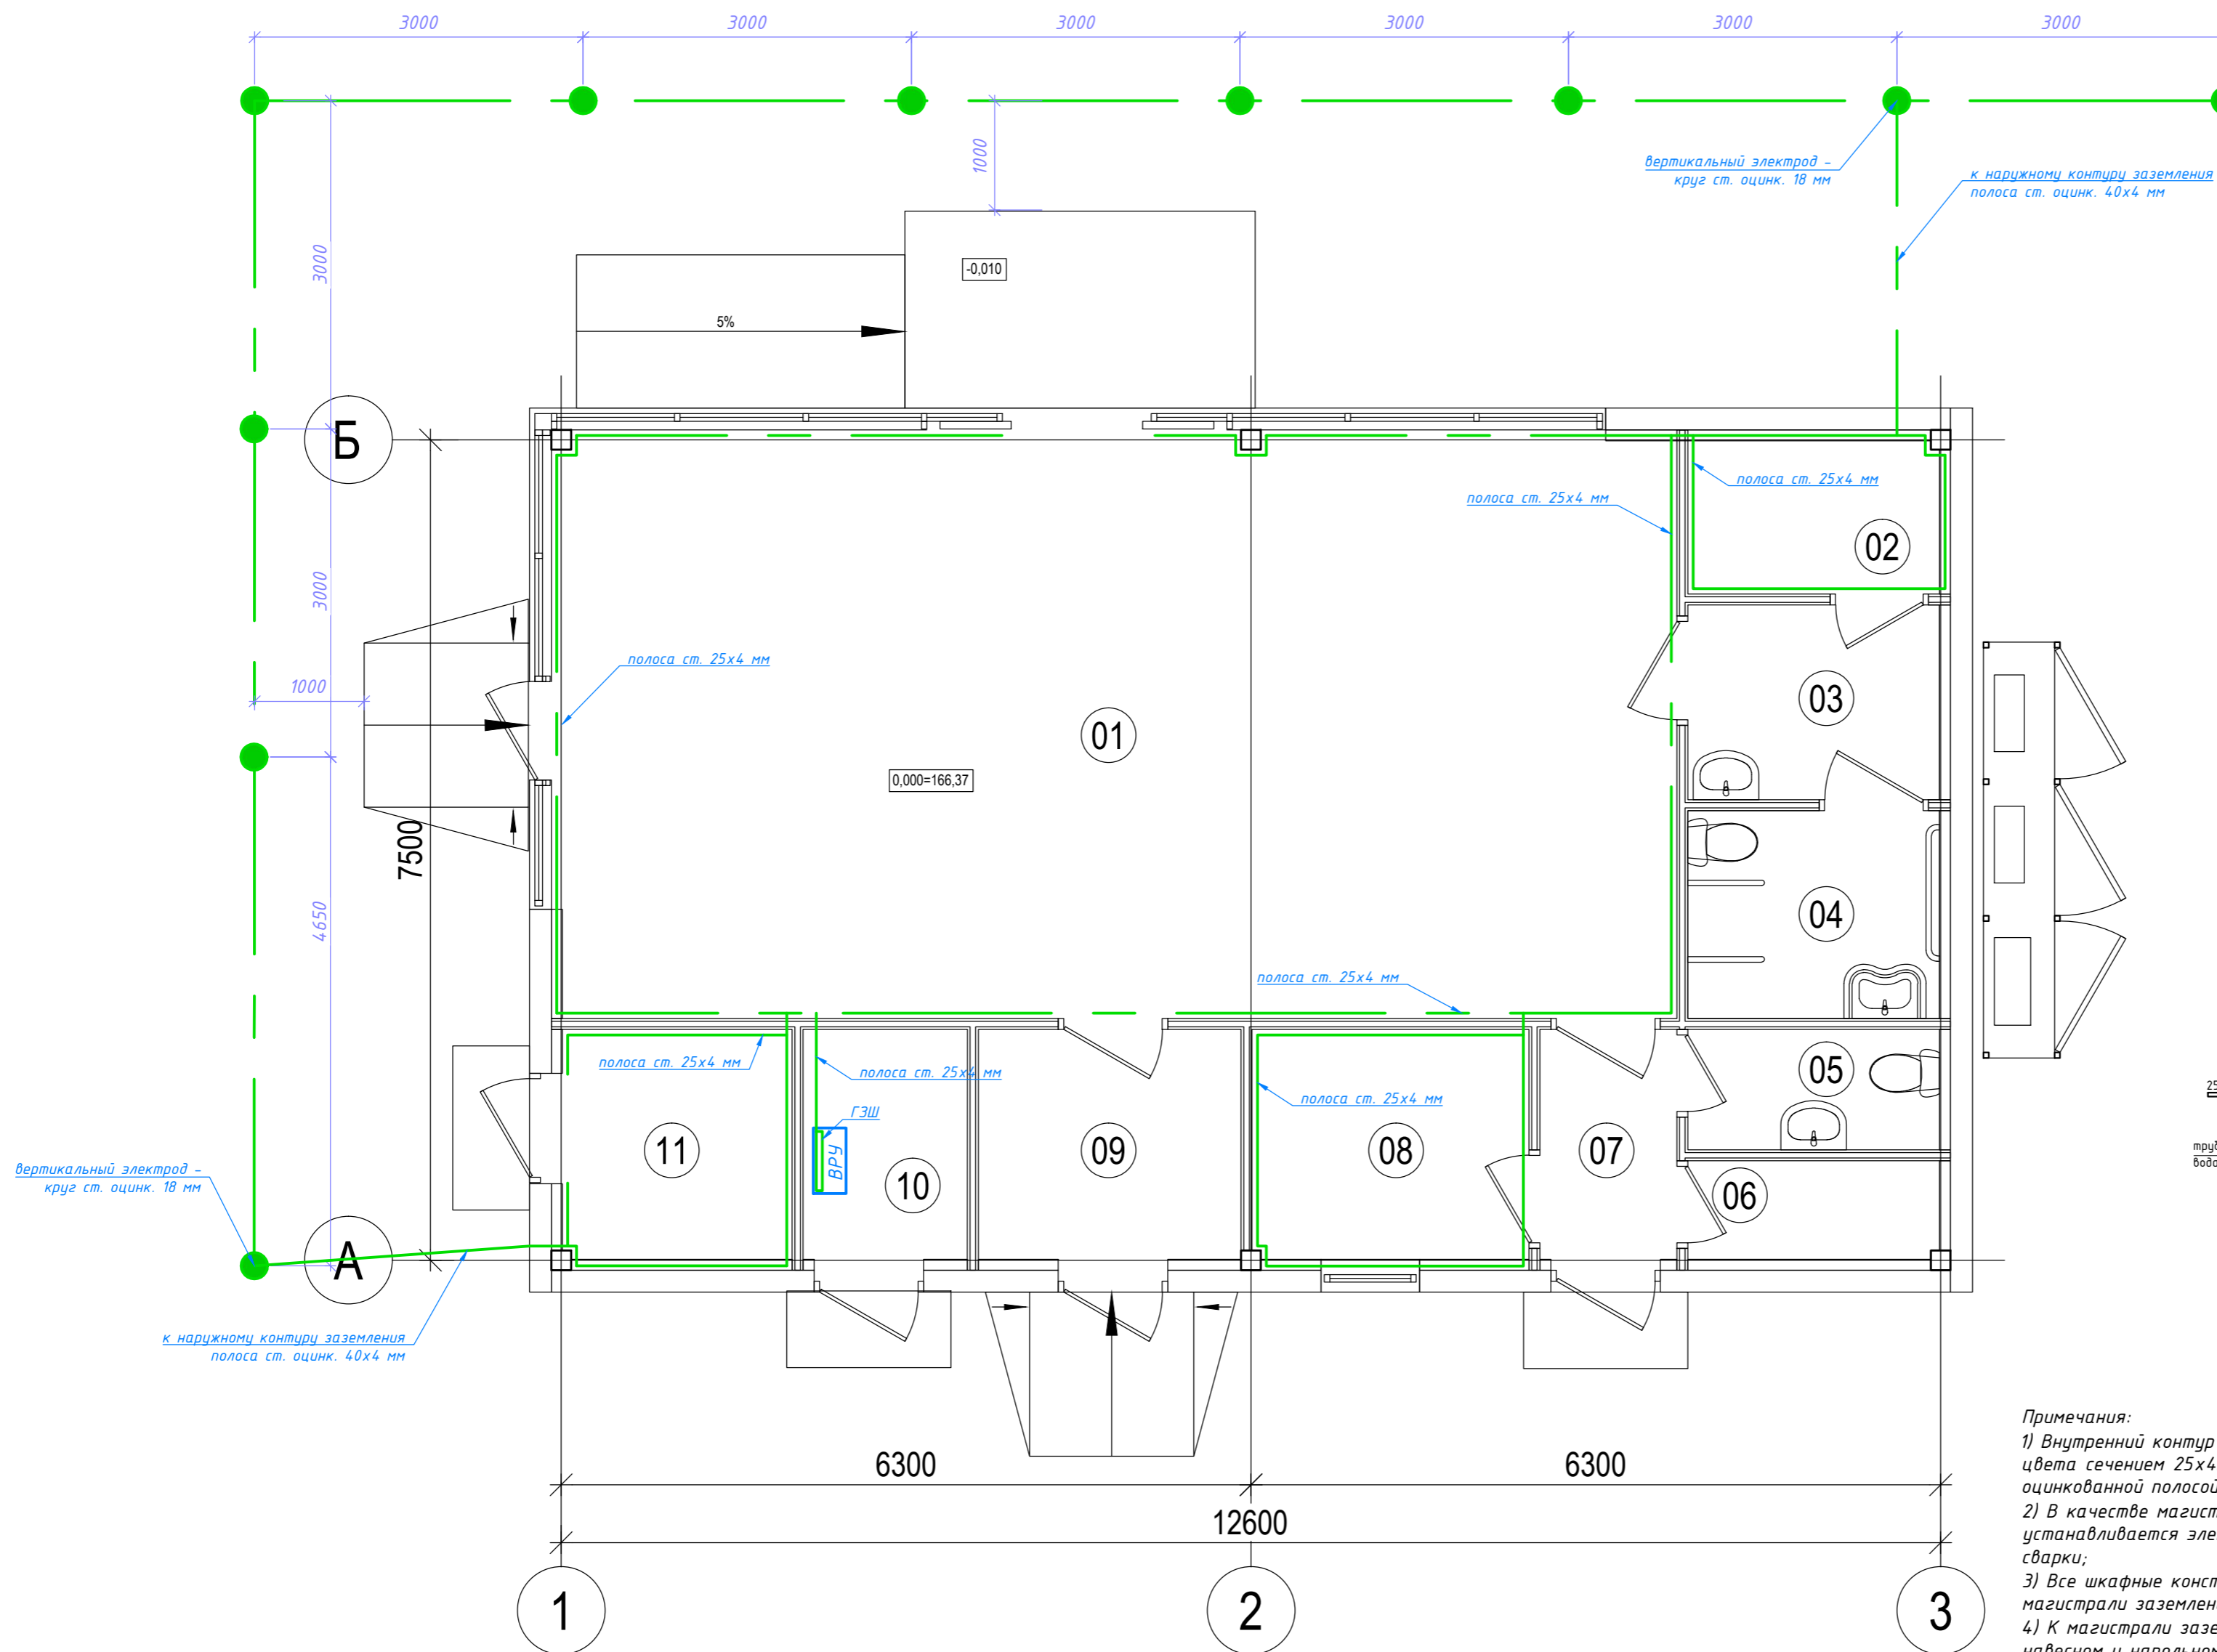 3000
3000
3000
3000
3000
3000
вертикальный электрод -
круг ст. оцинк. 18 мм
к наружному контуру заземления
полоса ст. оцинк. 40х4 мм
1000
3000
-0,010
5%
Б
полоса ст. 25х4 мм
полоса ст. 25х4 мм
02
3000
полоса ст. 25х4 мм
1000
03
01
0,000=166,37
7500
4650
04
полоса ст. 25х4 мм
полоса ст. 25х4 мм
полоса ст. 25х4 мм
полоса ст. 25х4 мм
05
ГЗШ
ВРУ
11
10
09
08
07
06
25
труб
вода
вертикальный электрод -
круг ст. оцинк. 18 мм
А
к наружному контуру заземления
полоса ст. оцинк. 40х4 мм
Примечания:
1) Внутренний контур
цвета сечением 25х4
оцинкованной полосой
2) В качестве магист
устанавливается эле
сварки;
3) Все шкафные конст
магистрали заземлен
4) К магистрали зазе
6300
6300
12600
1
2
3